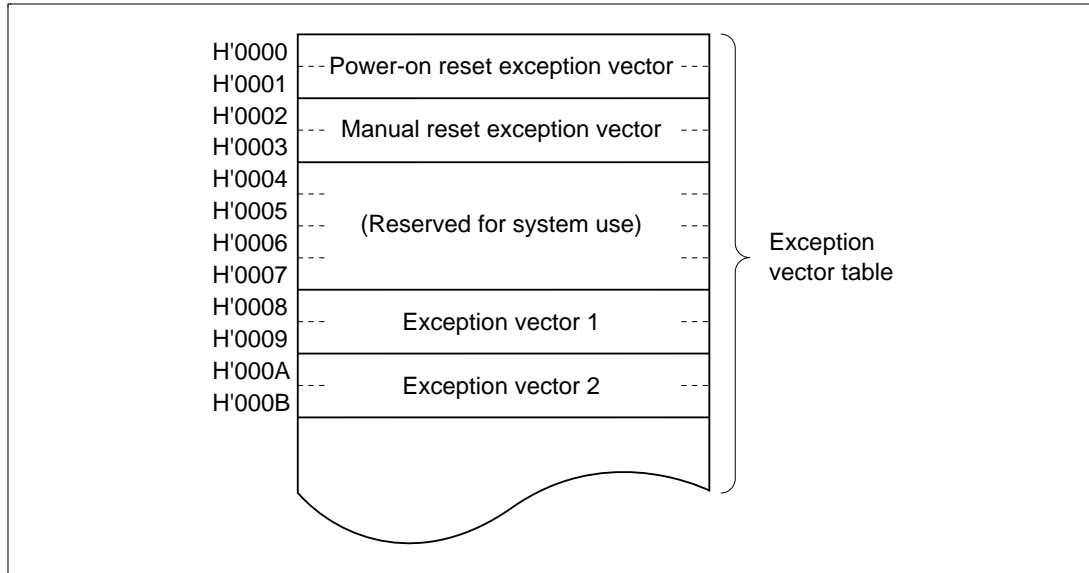 H'0000
H'0001
Power-on reset exception vector
H'0002
H'0003
Manual reset exception vector
H'0004
H'0005
H'0006
H'0007
(Reserved for system use)
H'0008
H'0009
Exception vector 1
H'000A
H'000B
Exception vector 2
Exception
vector table